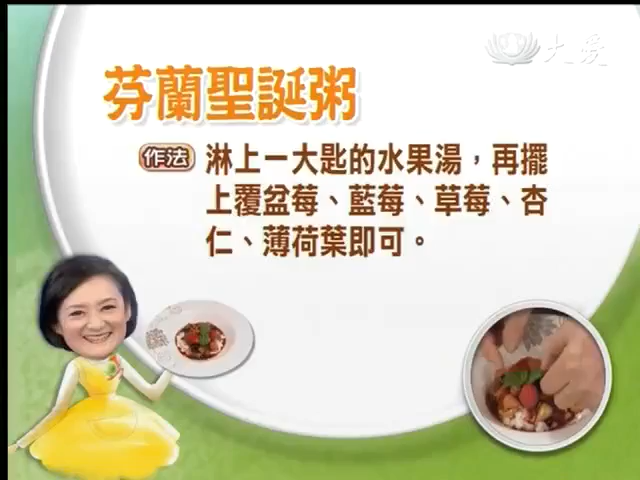 大愛
芬蘭聖誕粥
作法 淋上一大匙的水果湯，再擺
上覆盆莓、藍莓、草莓、杏
仁、薄荷葉即可。